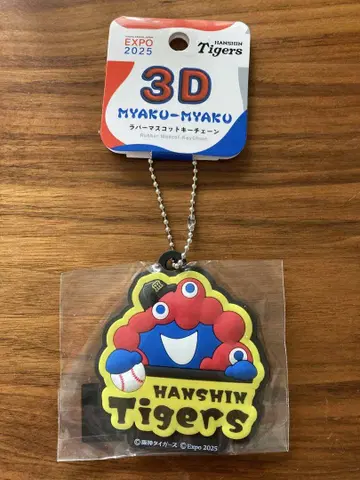 EXPO
2025
HANSHIN
Tigers
3D
MYAKU-MYAKU
ラバーマスコットキーチェーン
Rubber Mascot KeyChain
HANSHIN
Tigers
©阪神タイガース ©Expo 2025